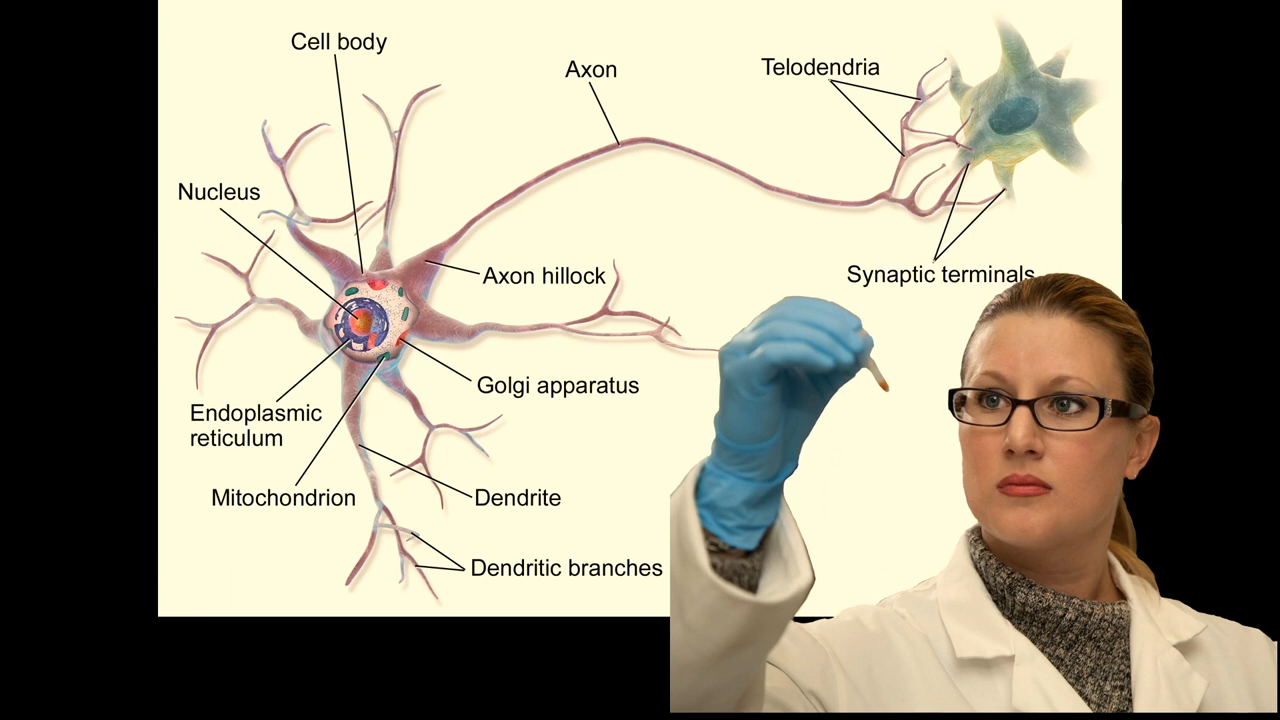 Cell body
Axon
Telodendria
Nucleus
Axon hillock
Synaptic terminals
Golgi apparatus
Endoplasmic
reticulum
Mitochondrion
Dendrite
Dendritic branches